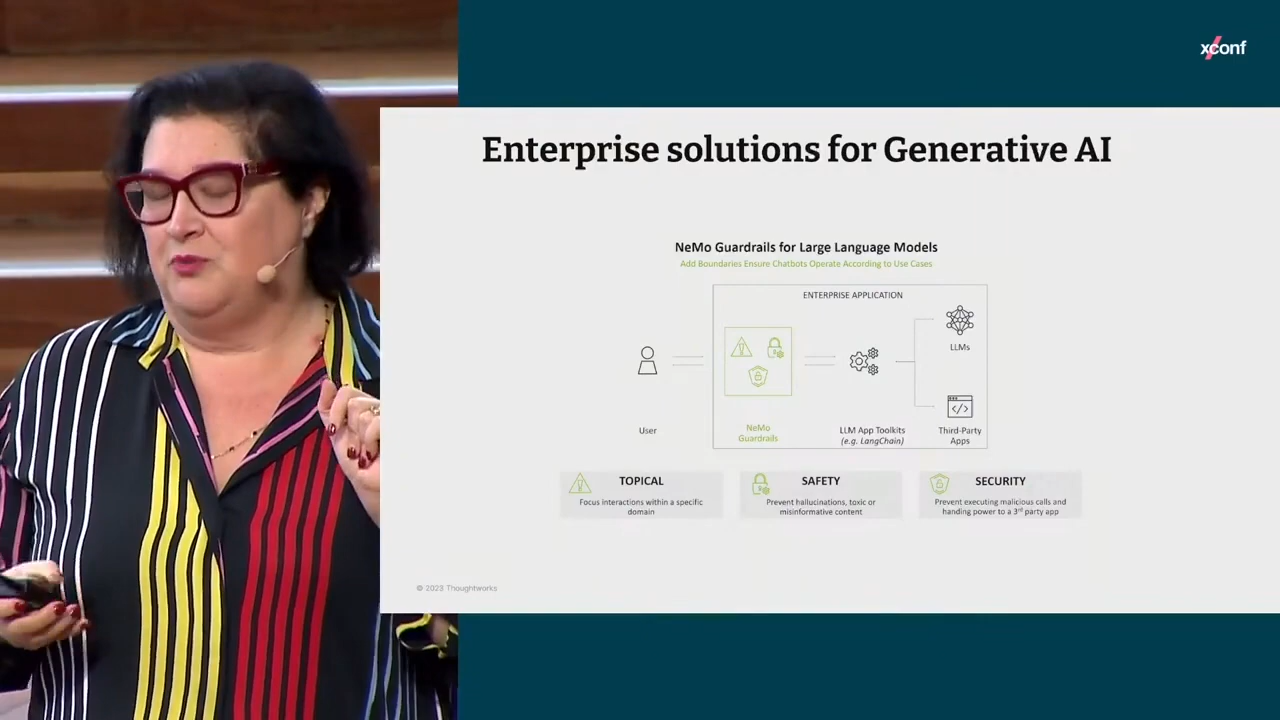 xconf
Enterprise solutions for Generative AI
NeMo Guardrails for Large Language Models
Add Boundaries Ensure Chatbots Operate According to Use Cases
ENTERPRISE APPLICATION
LLMs
User
NeMo
Guardrails
LLM App Toolkits
(e.g. LangChain)
Third-Party
Apps
TOPICAL
Focus interactions within a specific
domain
SAFETY
Prevent hallucinations, toxic or
misinformative content
SECURITY
Prevent executing malicious calls and
handing power to a 3rd party app
© 2023 Thoughtworks